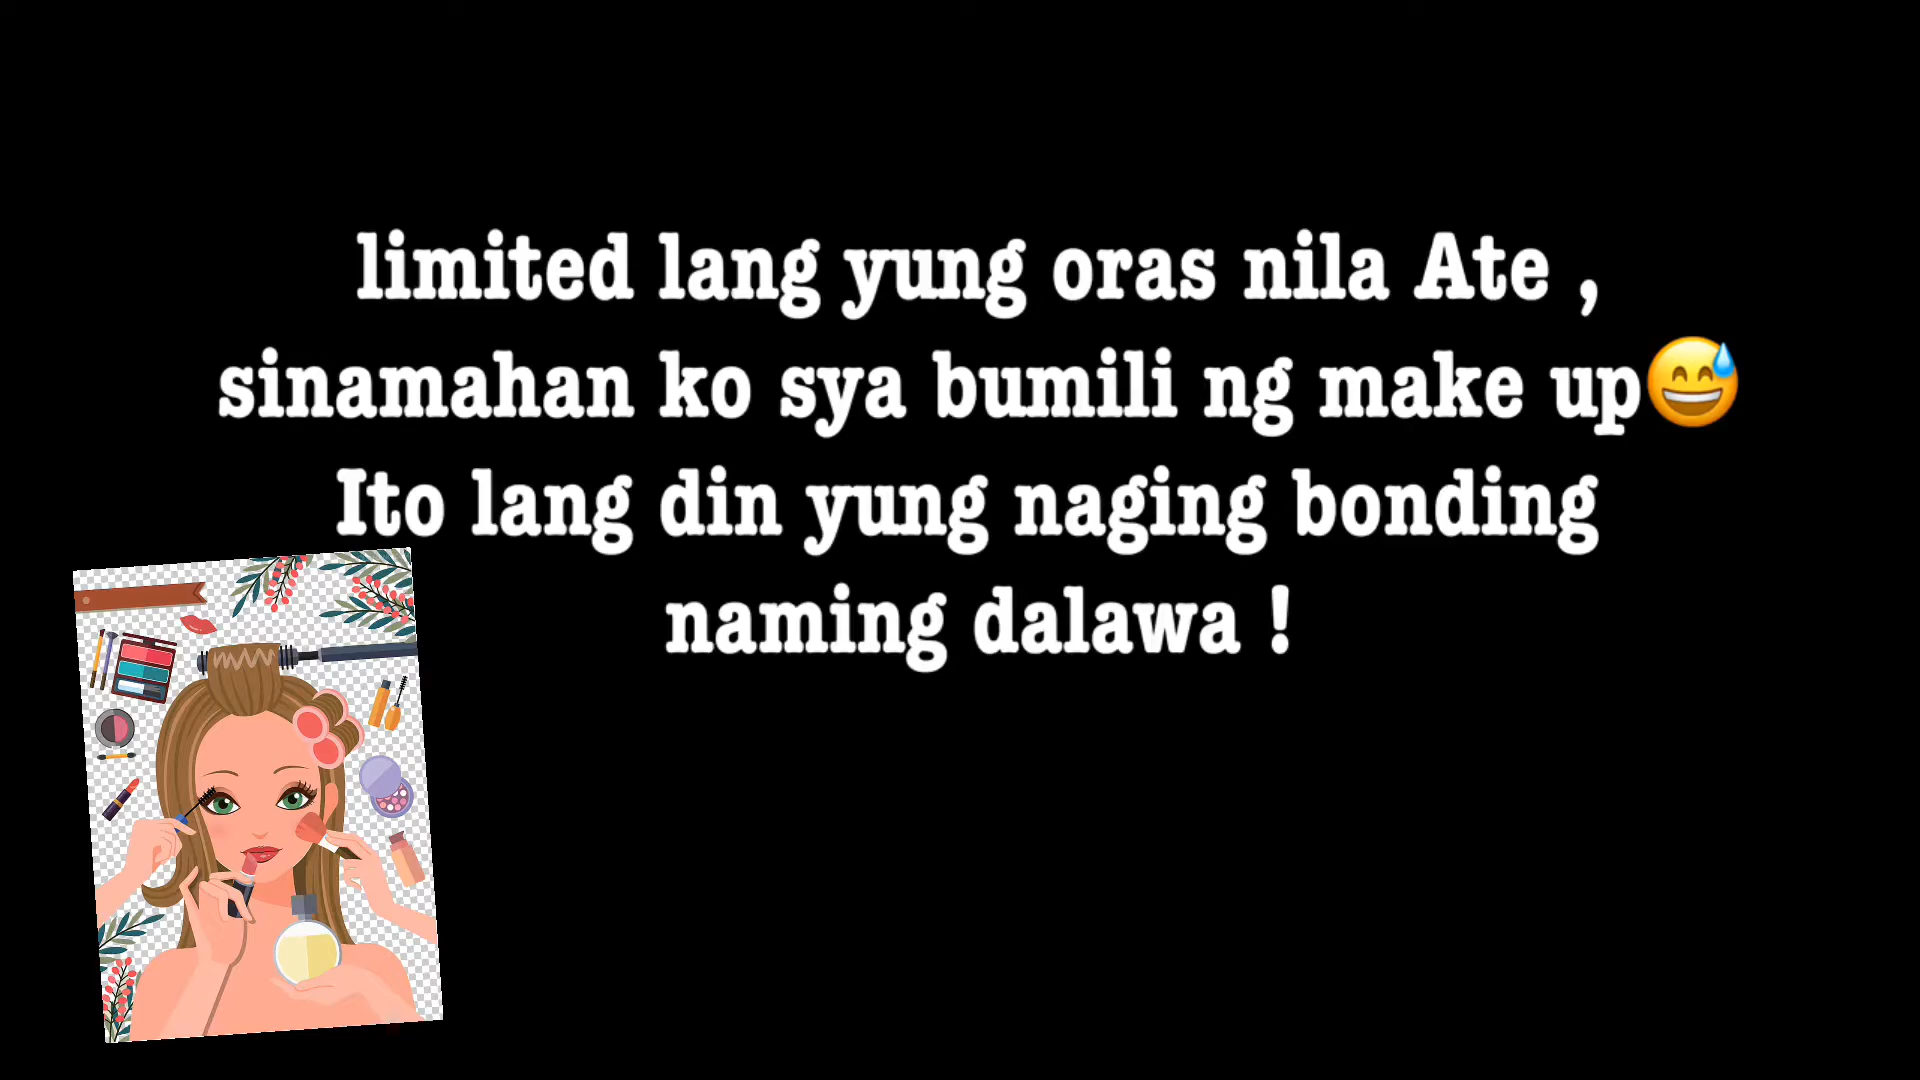 limited lang yung oras nila Ate ,
sinamahan ko sya bumili ng make up😅
Ito lang din yung naging bonding
naming dalawa !